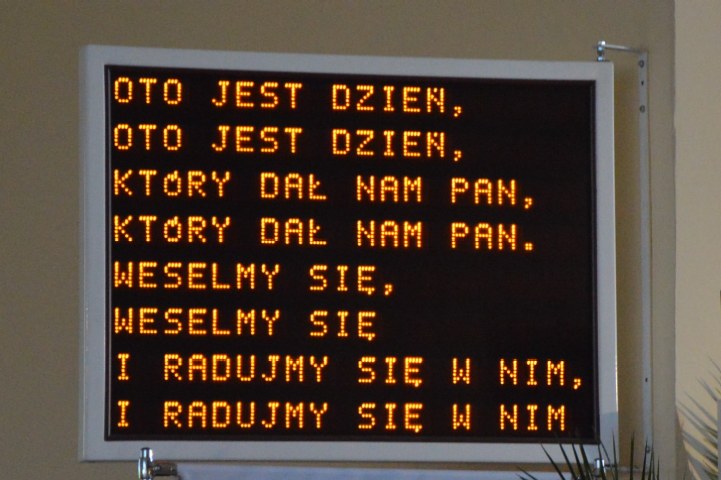 OTO JEST DZIEŃ,
OTO JEST DZIEŃ,
KTÓRY DAŁ NAM PAN,
KTÓRY DAŁ NAM PAN.
WESELMY SIĘ,
WESELMY SIĘ
I RADUJMY SIĘ W NIM,
I RADUJMY SIĘ W NIM